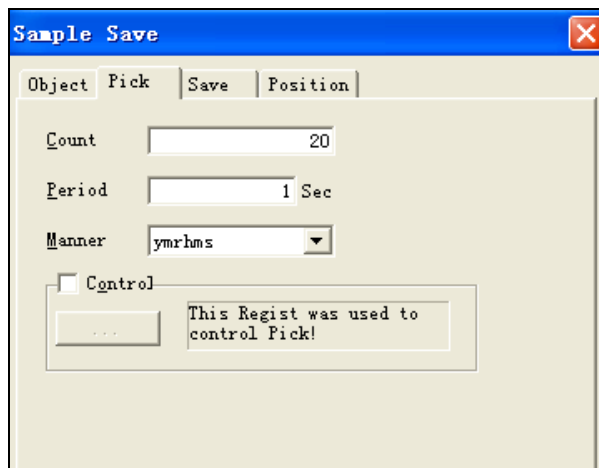 Sample Save
Object Pick Save Position
Count 20
Period 1 Sec
Manner ymrhms
Control
...
This Regist was used to
control Pick!